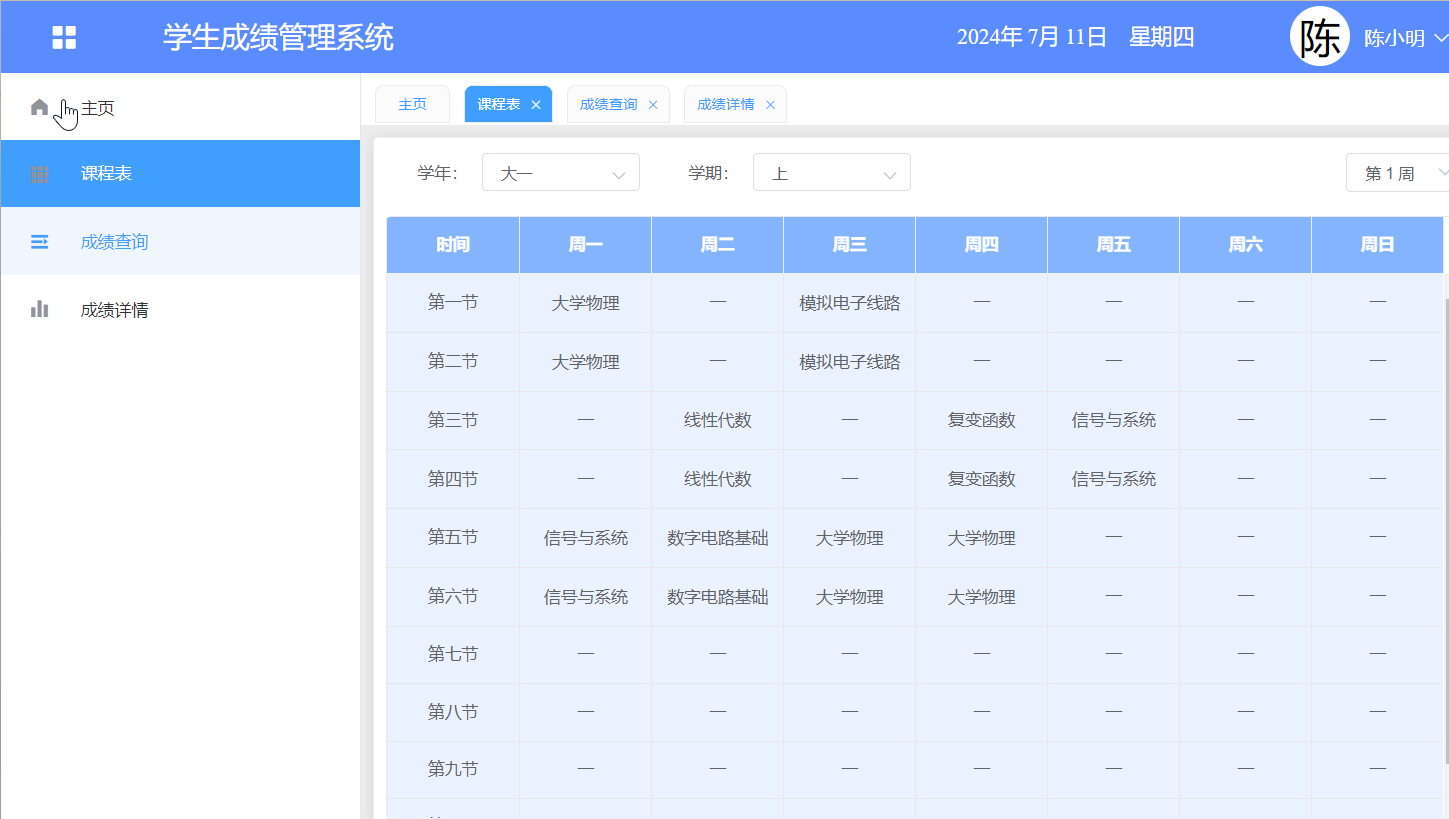 学生成绩管理系统 2024年 7月 11日 星期四 陈 陈小明
主页
课程表
成绩查询
成绩详情
主页 课程表 成绩查询 成绩详情
学年： 大一 学期： 上 第 1 周
时间 周一 周二 周三 周四 周五 周六 周日
第一节 大学物理 — 模拟电子线路 — — — —
第二节 大学物理 — 模拟电子线路 — — — —
第三节 — 线性代数 — 复变函数 信号与系统 — —
第四节 — 线性代数 — 复变函数 信号与系统 — —
第五节 信号与系统 数字电路基础 大学物理 大学物理 — — —
第六节 信号与系统 数字电路基础 大学物理 大学物理 — — —
第七节 — — — — — — —
第八节 — — — — — — —
第九节 — — — — — — —